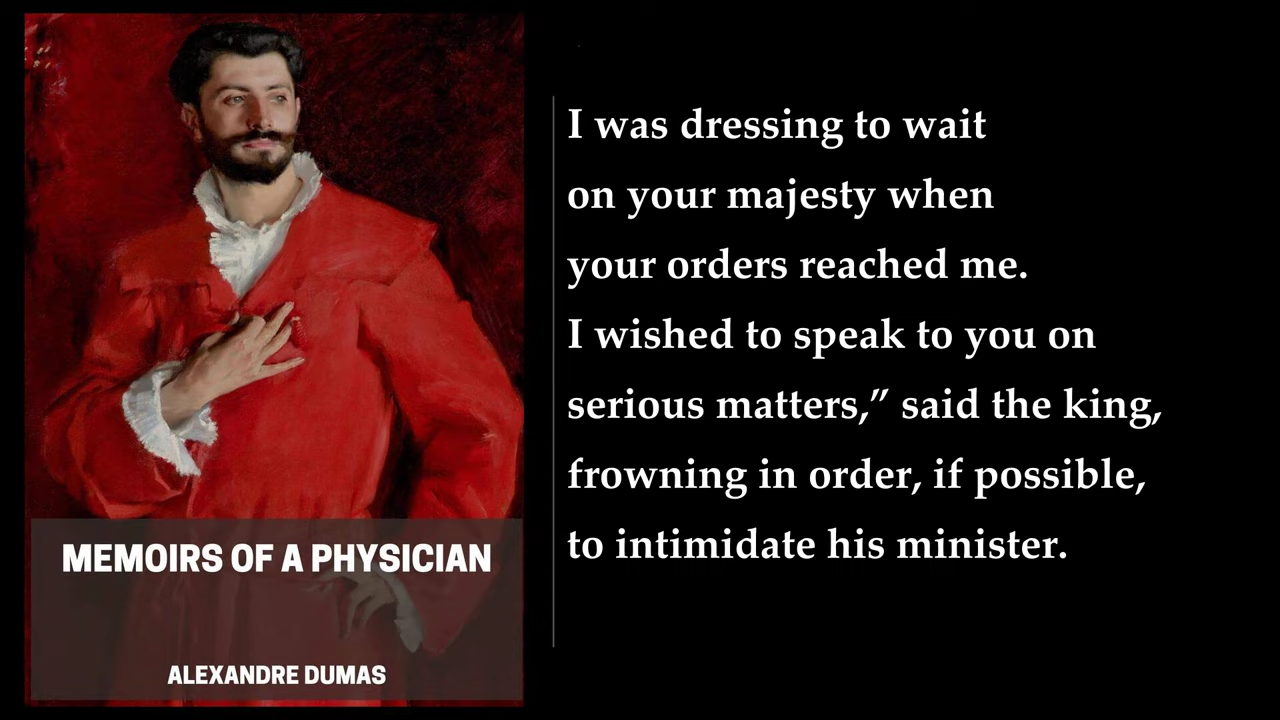 I was dressing to wait
on your majesty when
your orders reached me.
I wished to speak to you on
serious matters,” said the king,
frowning in order, if possible,
to intimidate his minister.
MEMOIRS OF A PHYSICIAN
ALEXANDRE DUMAS